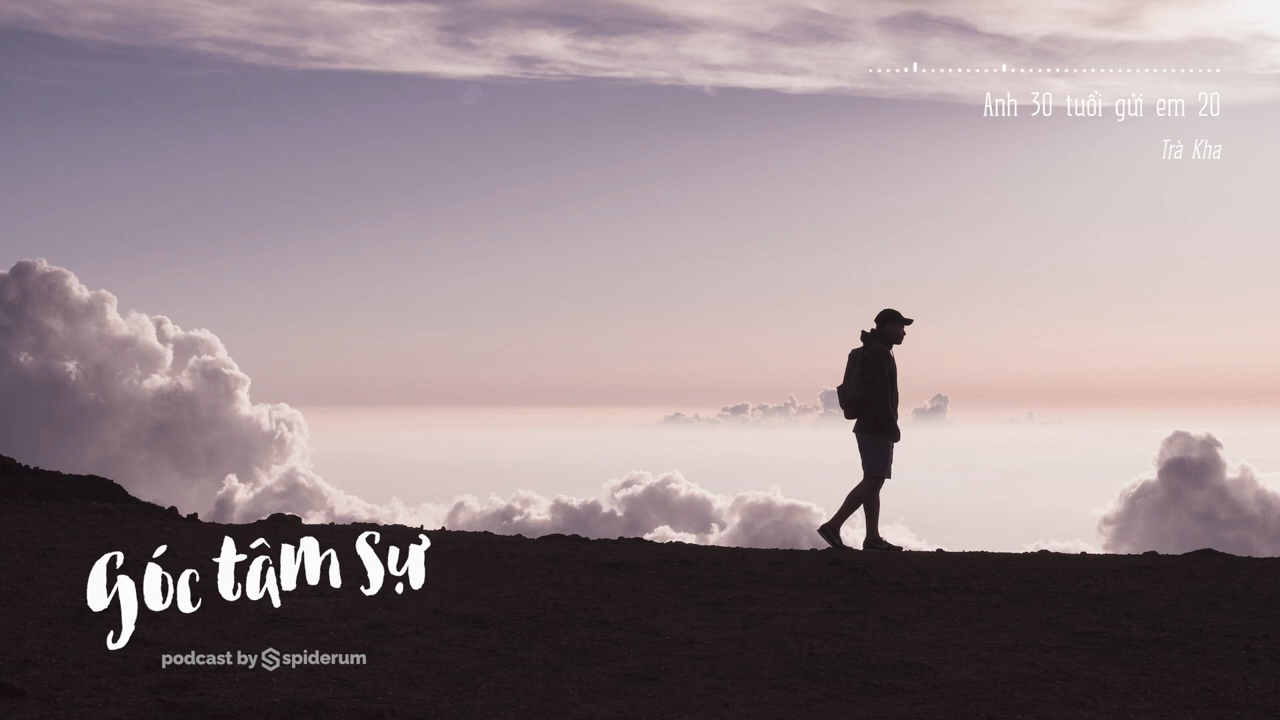 Anh 30 tuổi gửi em 20
Trà Kha
góc tâm sự
podcast by spiderum